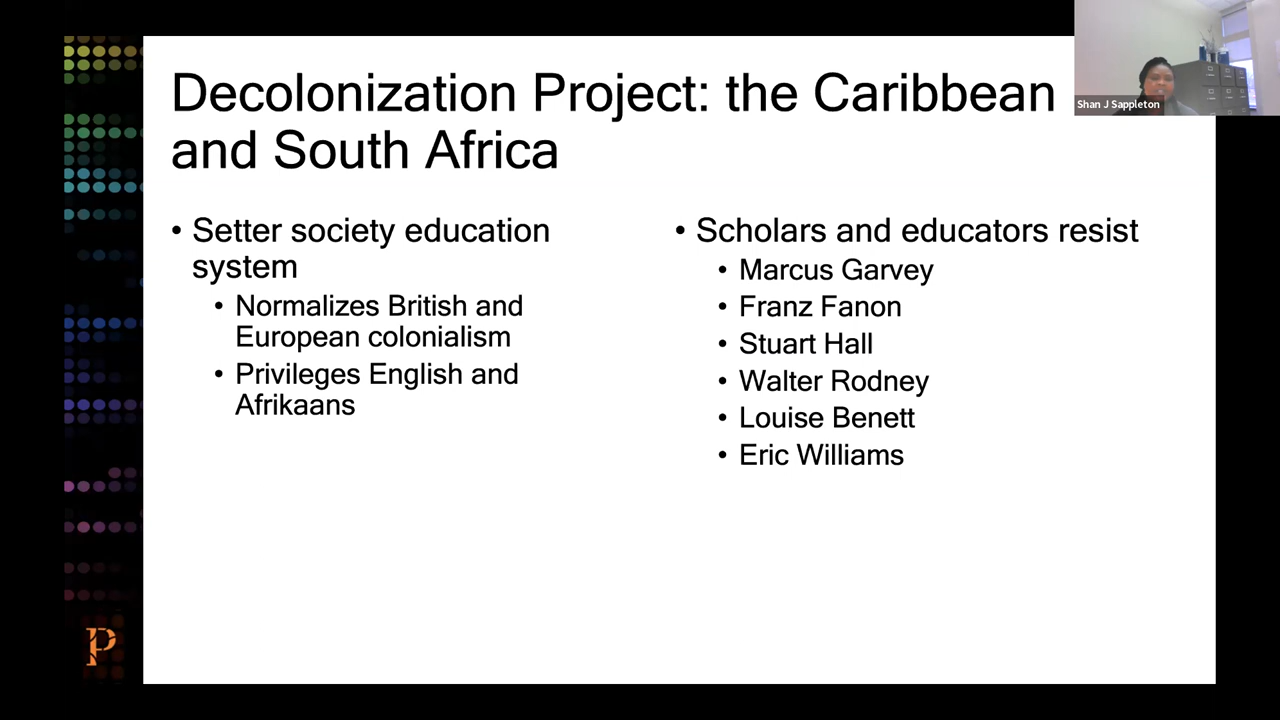 Decolonization Project: the Caribbean
and South Africa
• Setter society education
system
• Normalizes British and
European colonialism
• Privileges English and
Afrikaans
• Scholars and educators resist
• Marcus Garvey
• Franz Fanon
• Stuart Hall
• Walter Rodney
• Louise Benett
• Eric Williams
Shan J Sappleton
P